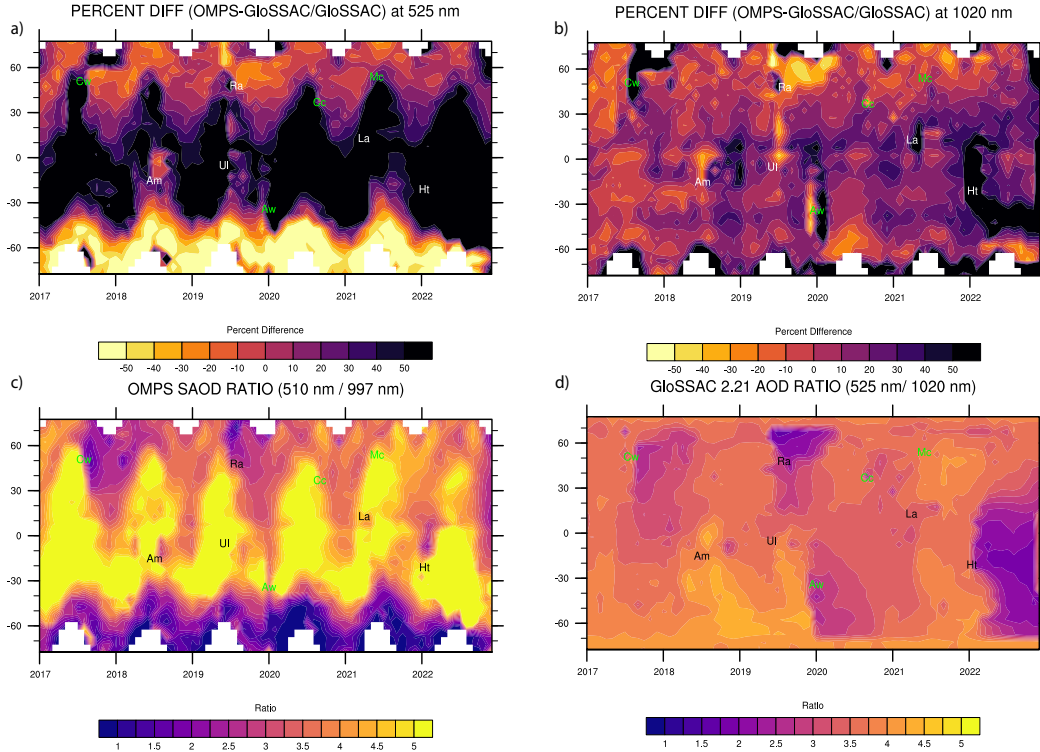 PERCENT DIFF (OMPS-GloSSAC/GloSSAC) at 525 nm
a)
60
30
0
-30
-60
Cw
Ra
Mc
Cc
La
Ul
Am
Ht
Aw
2017 2018 2019 2020 2021 2022
Percent Difference
-50 -40 -30 -20 -10 0 10 20 30 40 50
PERCENT DIFF (OMPS-GloSSAC/GloSSAC) at 1020 nm
b)
60
30
0
-30
-60
Cw
Mc
Ra
Cc
La
Ul
Am
Ht
Aw
2017 2018 2019 2020 2021 2022
Percent DIfference
-50 -40 -30 -20 -10 0 10 20 30 40 50
c)
OMPS SAOD RATIO (510 nm / 997 nm)
60
30
0
-30
-60
Cw
Ra
Mc
Cc
La
Ul
Am
Ht
Aw
2017 2018 2019 2020 2021 2022
Ratio
1 1.5 2 2.5 3 3.5 4 4.5 5
d)
GloSSAC 2.21 AOD RATIO (525 nm/ 1020 nm)
60
30
0
-30
-60
Cw
Ra
Mc
Cc
La
Ul
Am
Ht
Aw
2017 2018 2019 2020 2021 2022
Ratio
1 1.5 2 2.5 3 3.5 4 4.5 5